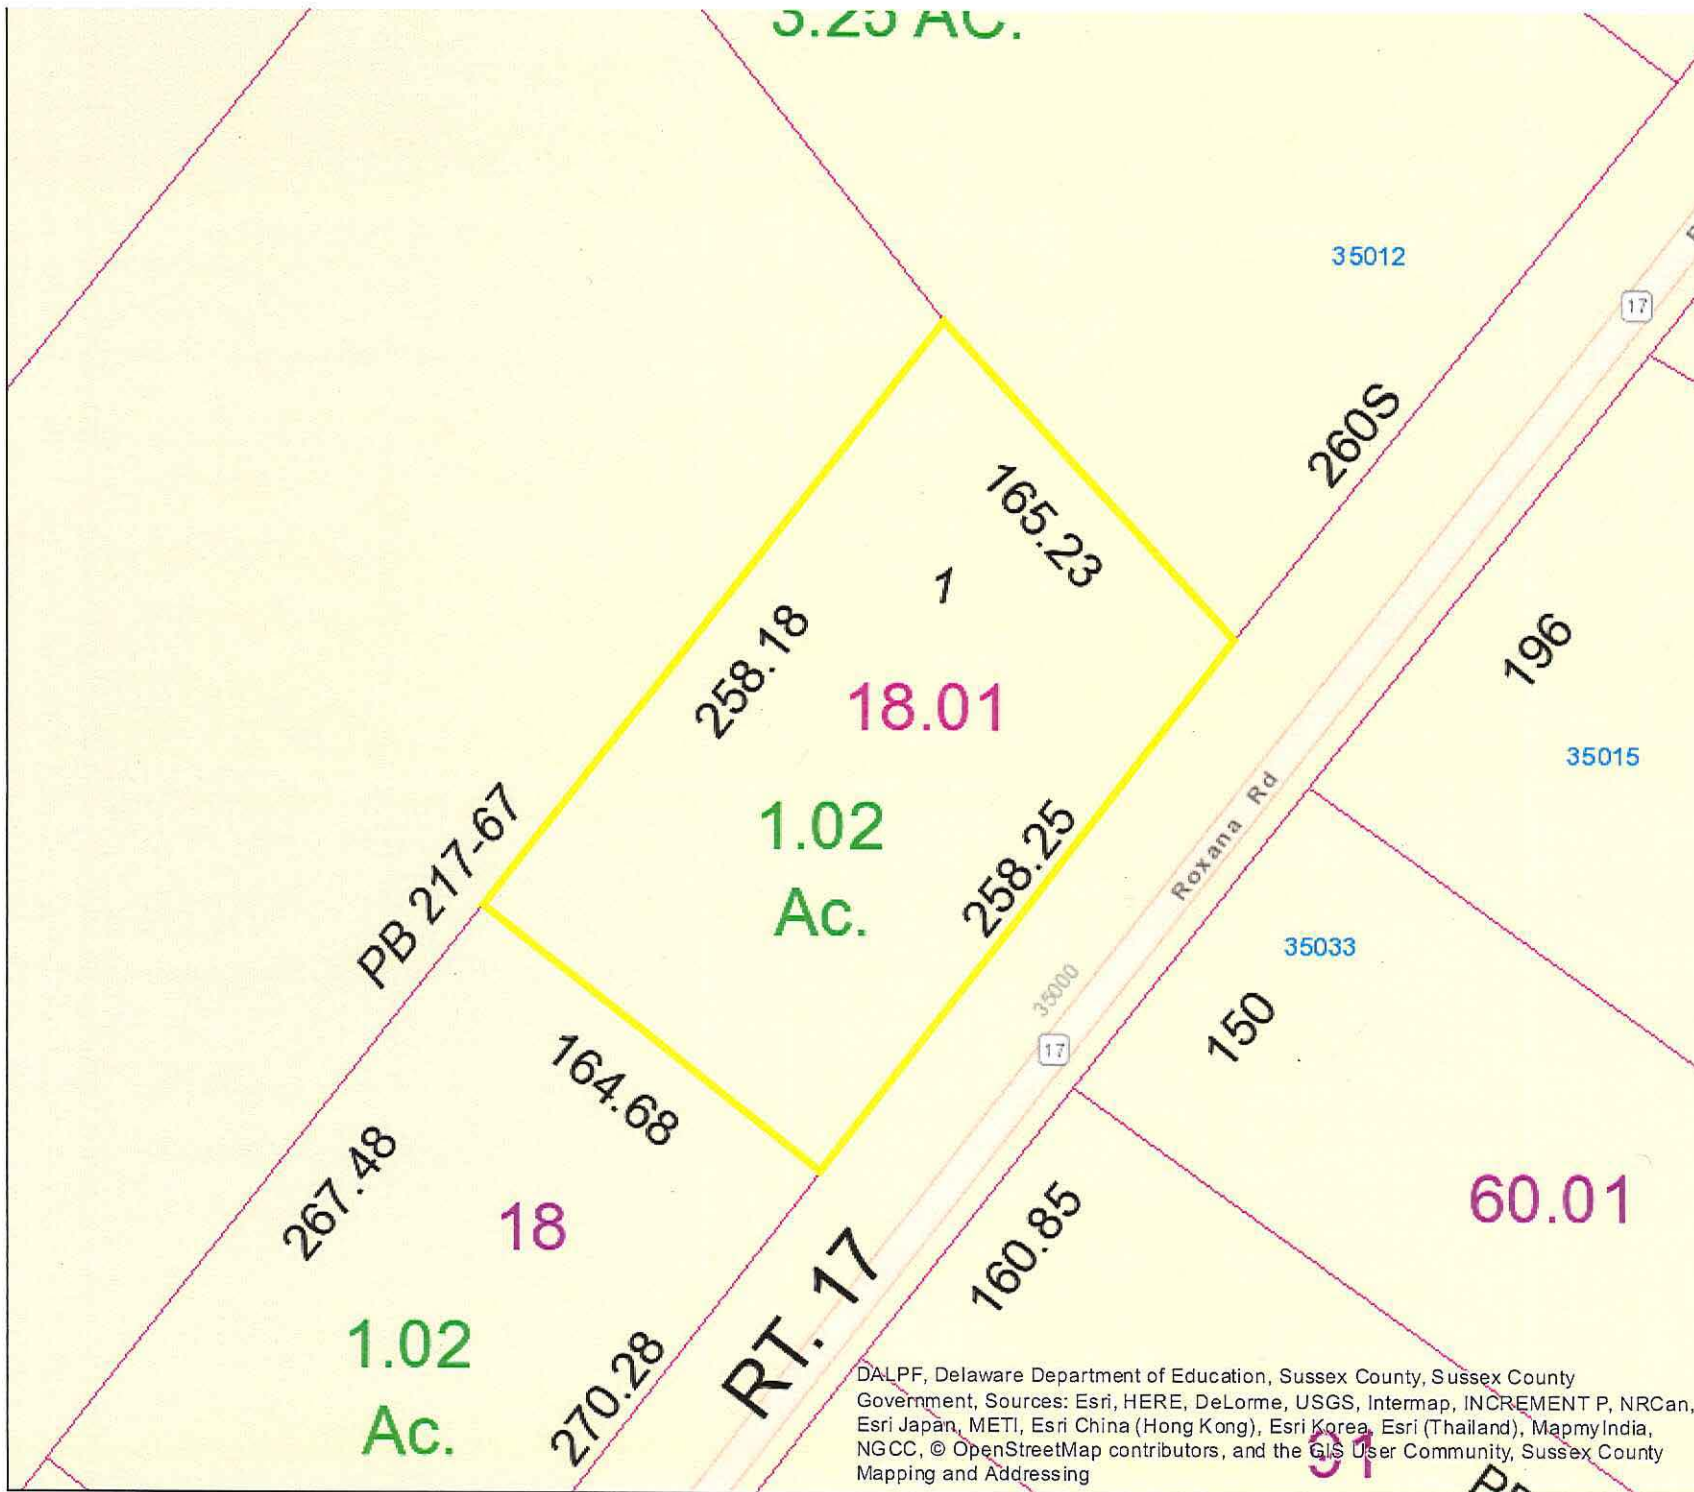 3.25 AC.
35012
17
260S
165.23
1
258.18
18.01
196
35015
1.02
Ac.
258.25
Roxana Rd
PB 217-67
35033
35000
17
150
164.68
267.48
18
60.01
160.85
RT. 17
1.02
Ac.
270.28
DALPF, Delaware Department of Education, Sussex County, Sussex County
Government, Sources: Esri, HERE, DeLorme, USGS, Intermap, INCREMENT P, NRCan,
Esri Japan, METI, Esri China (Hong Kong), Esri Korea, Esri (Thailand), MapmyIndia,
NGCC, © OpenStreetMap contributors, and the GIS User Community, Sussex County
Mapping and Addressing
91